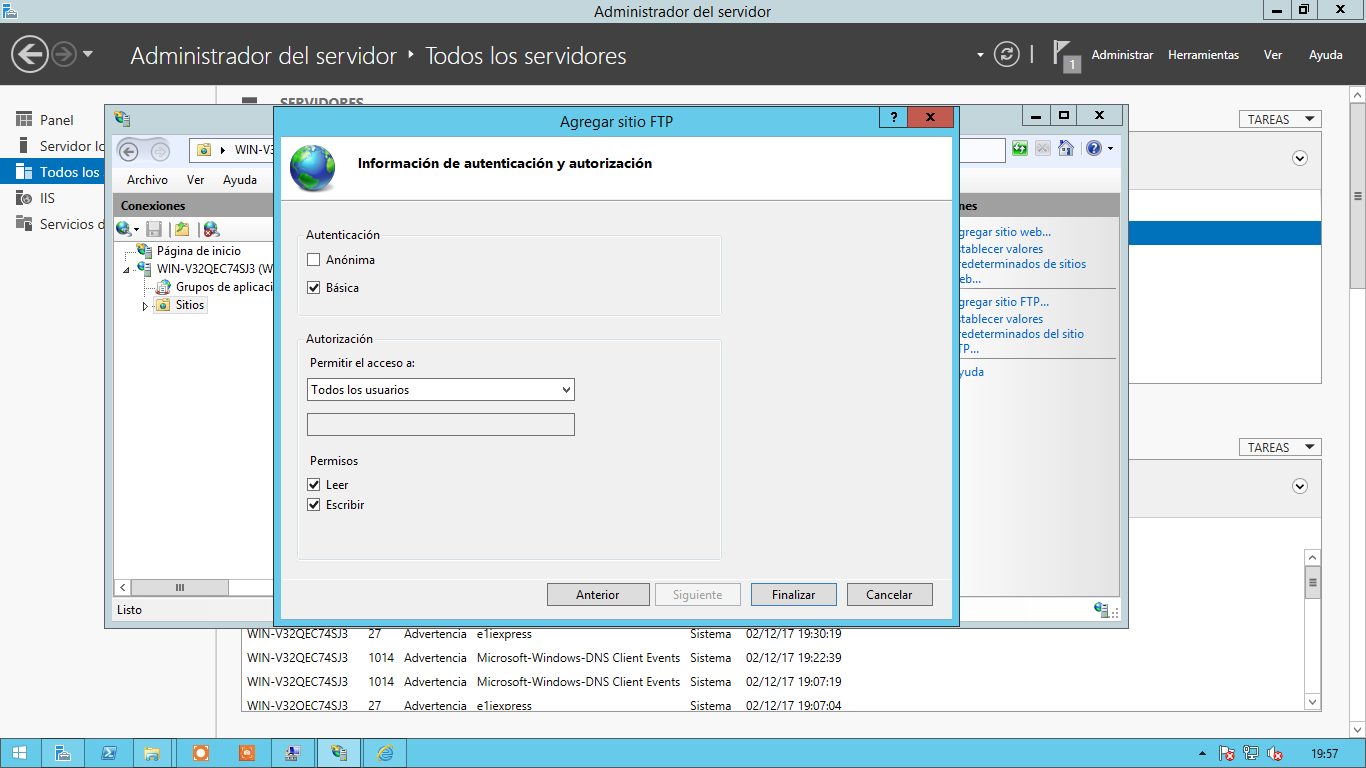 Administrador del servidor
Administrador del servidor
Todos los servidores
1
Administrar
Herramientas
Ver
Ayuda
Panel
Servidor lo
Todos los
IIS
Servicios d
SERVIDORES
TAREAS
WIN-V3
Archivo
Ver
Ayuda
Conexiones
Página de inicio
WIN-V32QEC74SJ3 (W
Grupos de aplicaci
Sitios
Listo
Agregar sitio FTP
?
Información de autenticación y autorización
Autenticación
Anónima
Básica
Autorización
Permitir el acceso a:
Todos los usuarios
Permisos
Leer
Escribir
Anterior
Siguiente
Finalizar
Cancelar
nes
gregar sitio web...
stablecer valores
redeterminados de sitios
eb...
gregar sitio FTP...
stablecer valores
redeterminados del sitio
TP...
yuda
TAREAS
WIN-V32QEC74SJ3 27 Advertencia e1iexpress Sistema 02/12/17 19:30:19
WIN-V32QEC74SJ3 1014 Advertencia Microsoft-Windows-DNS Client Events Sistema 02/12/17 19:22:39
WIN-V32QEC74SJ3 1014 Advertencia Microsoft-Windows-DNS Client Events Sistema 02/12/17 19:07:19
WIN-V32QEC74SJ3 27 Advertencia e1iexpress Sistema 02/12/17 19:07:04
19:57